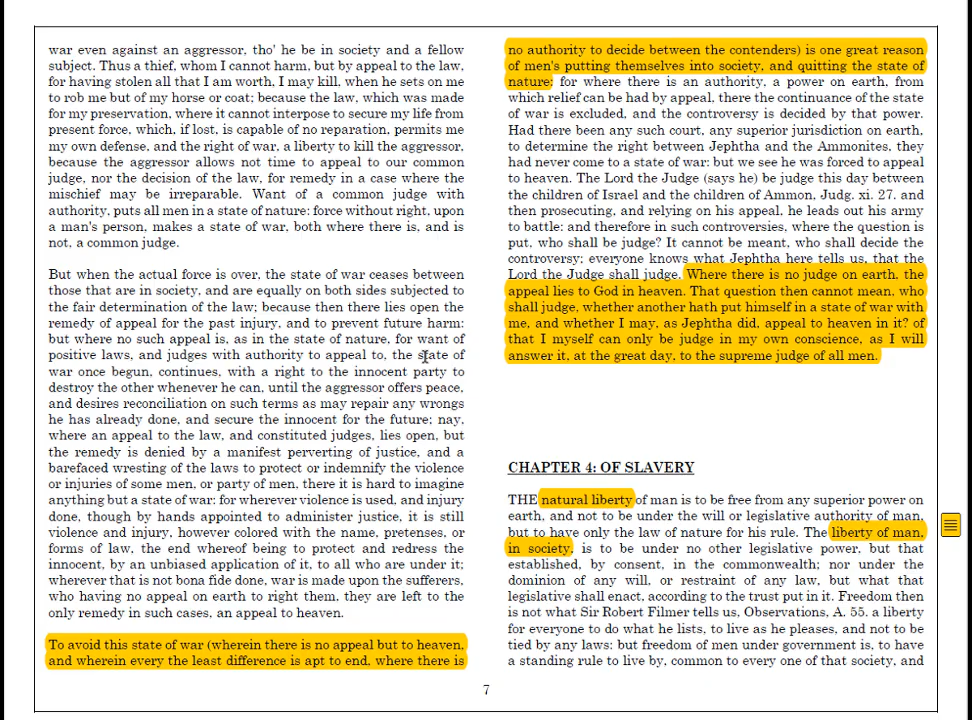 war even against an aggressor, tho' he be in society and a fellow
subject. Thus a thief, whom I cannot harm, but by appeal to the law,
for having stolen all that I am worth, I may kill, when he sets on me
to rob me but of my horse or coat; because the law, which was made
for my preservation, where it cannot interpose to secure my life from
present force, which, if lost, is capable of no reparation, permits me
my own defense, and the right of war, a liberty to kill the aggressor,
because the aggressor allows not time to appeal to our common
judge, nor the decision of the law, for remedy in a case where the
mischief may be irreparable. Want of a common judge with
authority, puts all men in a state of nature: force without right, upon
a man's person, makes a state of war, both where there is, and is
not, a common judge.
But when the actual force is over, the state of war ceases between
those that are in society, and are equally on both sides subjected to
the fair determination of the law; because then there lies open the
remedy of appeal for the past injury, and to prevent future harm:
but where no such appeal is, as in the state of nature, for want of
positive laws, and judges with authority to appeal to, the state of
war once begun, continues, with a right to the innocent party to
destroy the other whenever he can, until the aggressor offers peace,
and desires reconciliation on such terms as may repair any wrongs
he has already done, and secure the innocent for the future; nay,
where an appeal to the law, and constituted judges, lies open, but
the remedy is denied by a manifest perverting of justice, and a
barefaced wresting of the laws to protect or indemnify the violence
or injuries of some men, or party of men, there it is hard to imagine
anything but a state of war: for wherever violence is used, and injury
done, though by hands appointed to administer justice, it is still
violence and injury, however colored with the name, pretenses, or
forms of law, the end whereof being to protect and redress the
innocent, by an unbiased application of it, to all who are under it;
wherever that is not bona fide done, war is made upon the sufferers,
who having no appeal on earth to right them, they are left to the
only remedy in such cases, an appeal to heaven.
To avoid this state of war (wherein there is no appeal but to heaven,
and wherein every the least difference is apt to end, where there is
no authority to decide between the contenders) is one great reason
of men's putting themselves into society, and quitting the state of
nature: for where there is an authority, a power on earth, from
which relief can be had by appeal, there the continuance of the state
of war is excluded, and the controversy is decided by that power.
Had there been any such court, any superior jurisdiction on earth,
to determine the right between Jephtha and the Ammonites, they
had never come to a state of war: but we see he was forced to appeal
to heaven. The Lord the Judge (says he) be judge this day between
the children of Israel and the children of Ammon, Judg. xi. 27. and
then prosecuting, and relying on his appeal, he leads out his army
to battle: and therefore in such controversies, where the question is
put, who shall be judge? It cannot be meant, who shall decide the
controversy; everyone knows what Jephtha here tells us, that the
Lord the Judge shall judge. Where there is no judge on earth, the
appeal lies to God in heaven. That question then cannot mean, who
shall judge, whether another hath put himself in a state of war with
me, and whether I may, as Jephtha did, appeal to heaven in it? of
that I myself can only be judge in my own conscience, as I will
answer it, at the great day, to the supreme judge of all men.
CHAPTER 4: OF SLAVERY
THE natural liberty of man is to be free from any superior power on
earth, and not to be under the will or legislative authority of man,
but to have only the law of nature for his rule. The liberty of man,
in society, is to be under no other legislative power, but that
established, by consent, in the commonwealth; nor under the
dominion of any will, or restraint of any law, but what that
legislative shall enact, according to the trust put in it. Freedom then
is not what Sir Robert Filmer tells us, Observations, A. 55. a liberty
for everyone to do what he lists, to live as he pleases, and not to be
tied by any laws: but freedom of men under government is, to have
a standing rule to live by, common to every one of that society, and
7